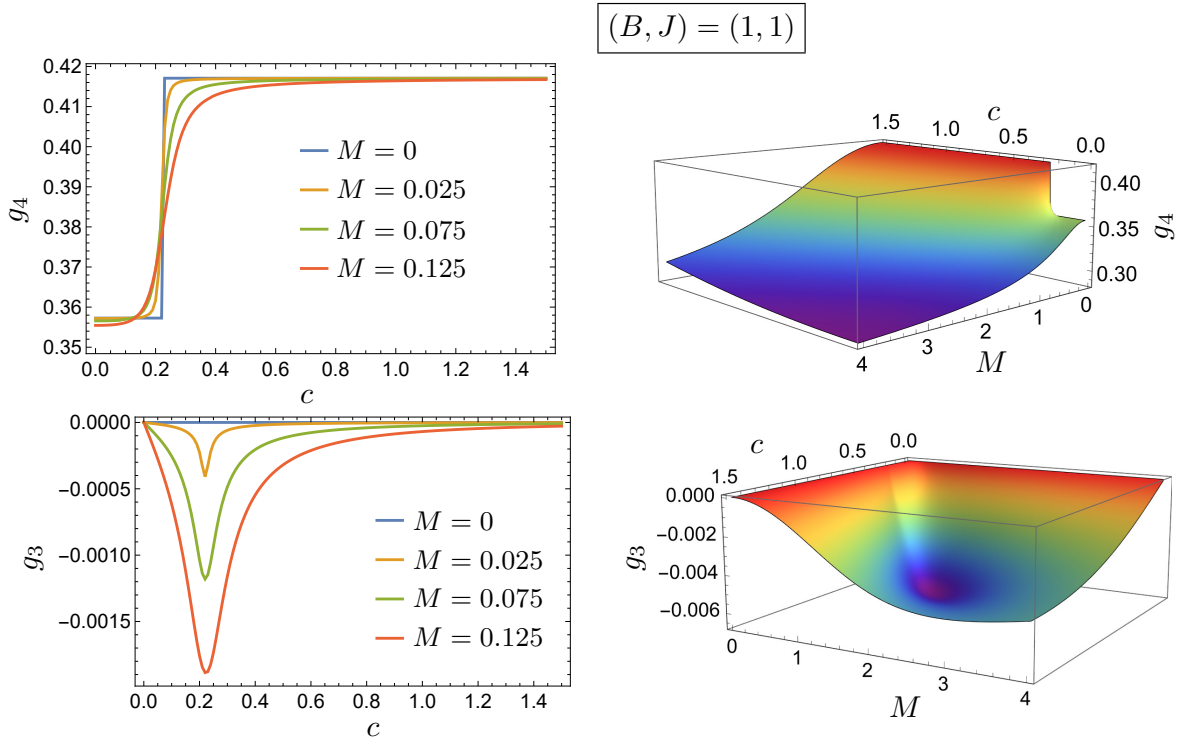 (B, J) = (1, 1)
0.42
0.41
0.40
0.39
0.38
0.37
0.36
0.35
g₄
M = 0
M = 0.025
M = 0.075
M = 0.125
0.0 0.2 0.4 0.6 0.8 1.0 1.2 1.4
c
c
1.5 1.0 0.5 0.0
0.40
0.35
0.30
g₄
4 3 2 1 0
M
0.0000
−0.0005
−0.0010
−0.0015
g₃
M = 0
M = 0.025
M = 0.075
M = 0.125
0.0 0.2 0.4 0.6 0.8 1.0 1.2 1.4
c
c
1.5 1.0 0.5 0.0
0.000
−0.002
−0.004
−0.006
g₃
0 1 2 3 4
M